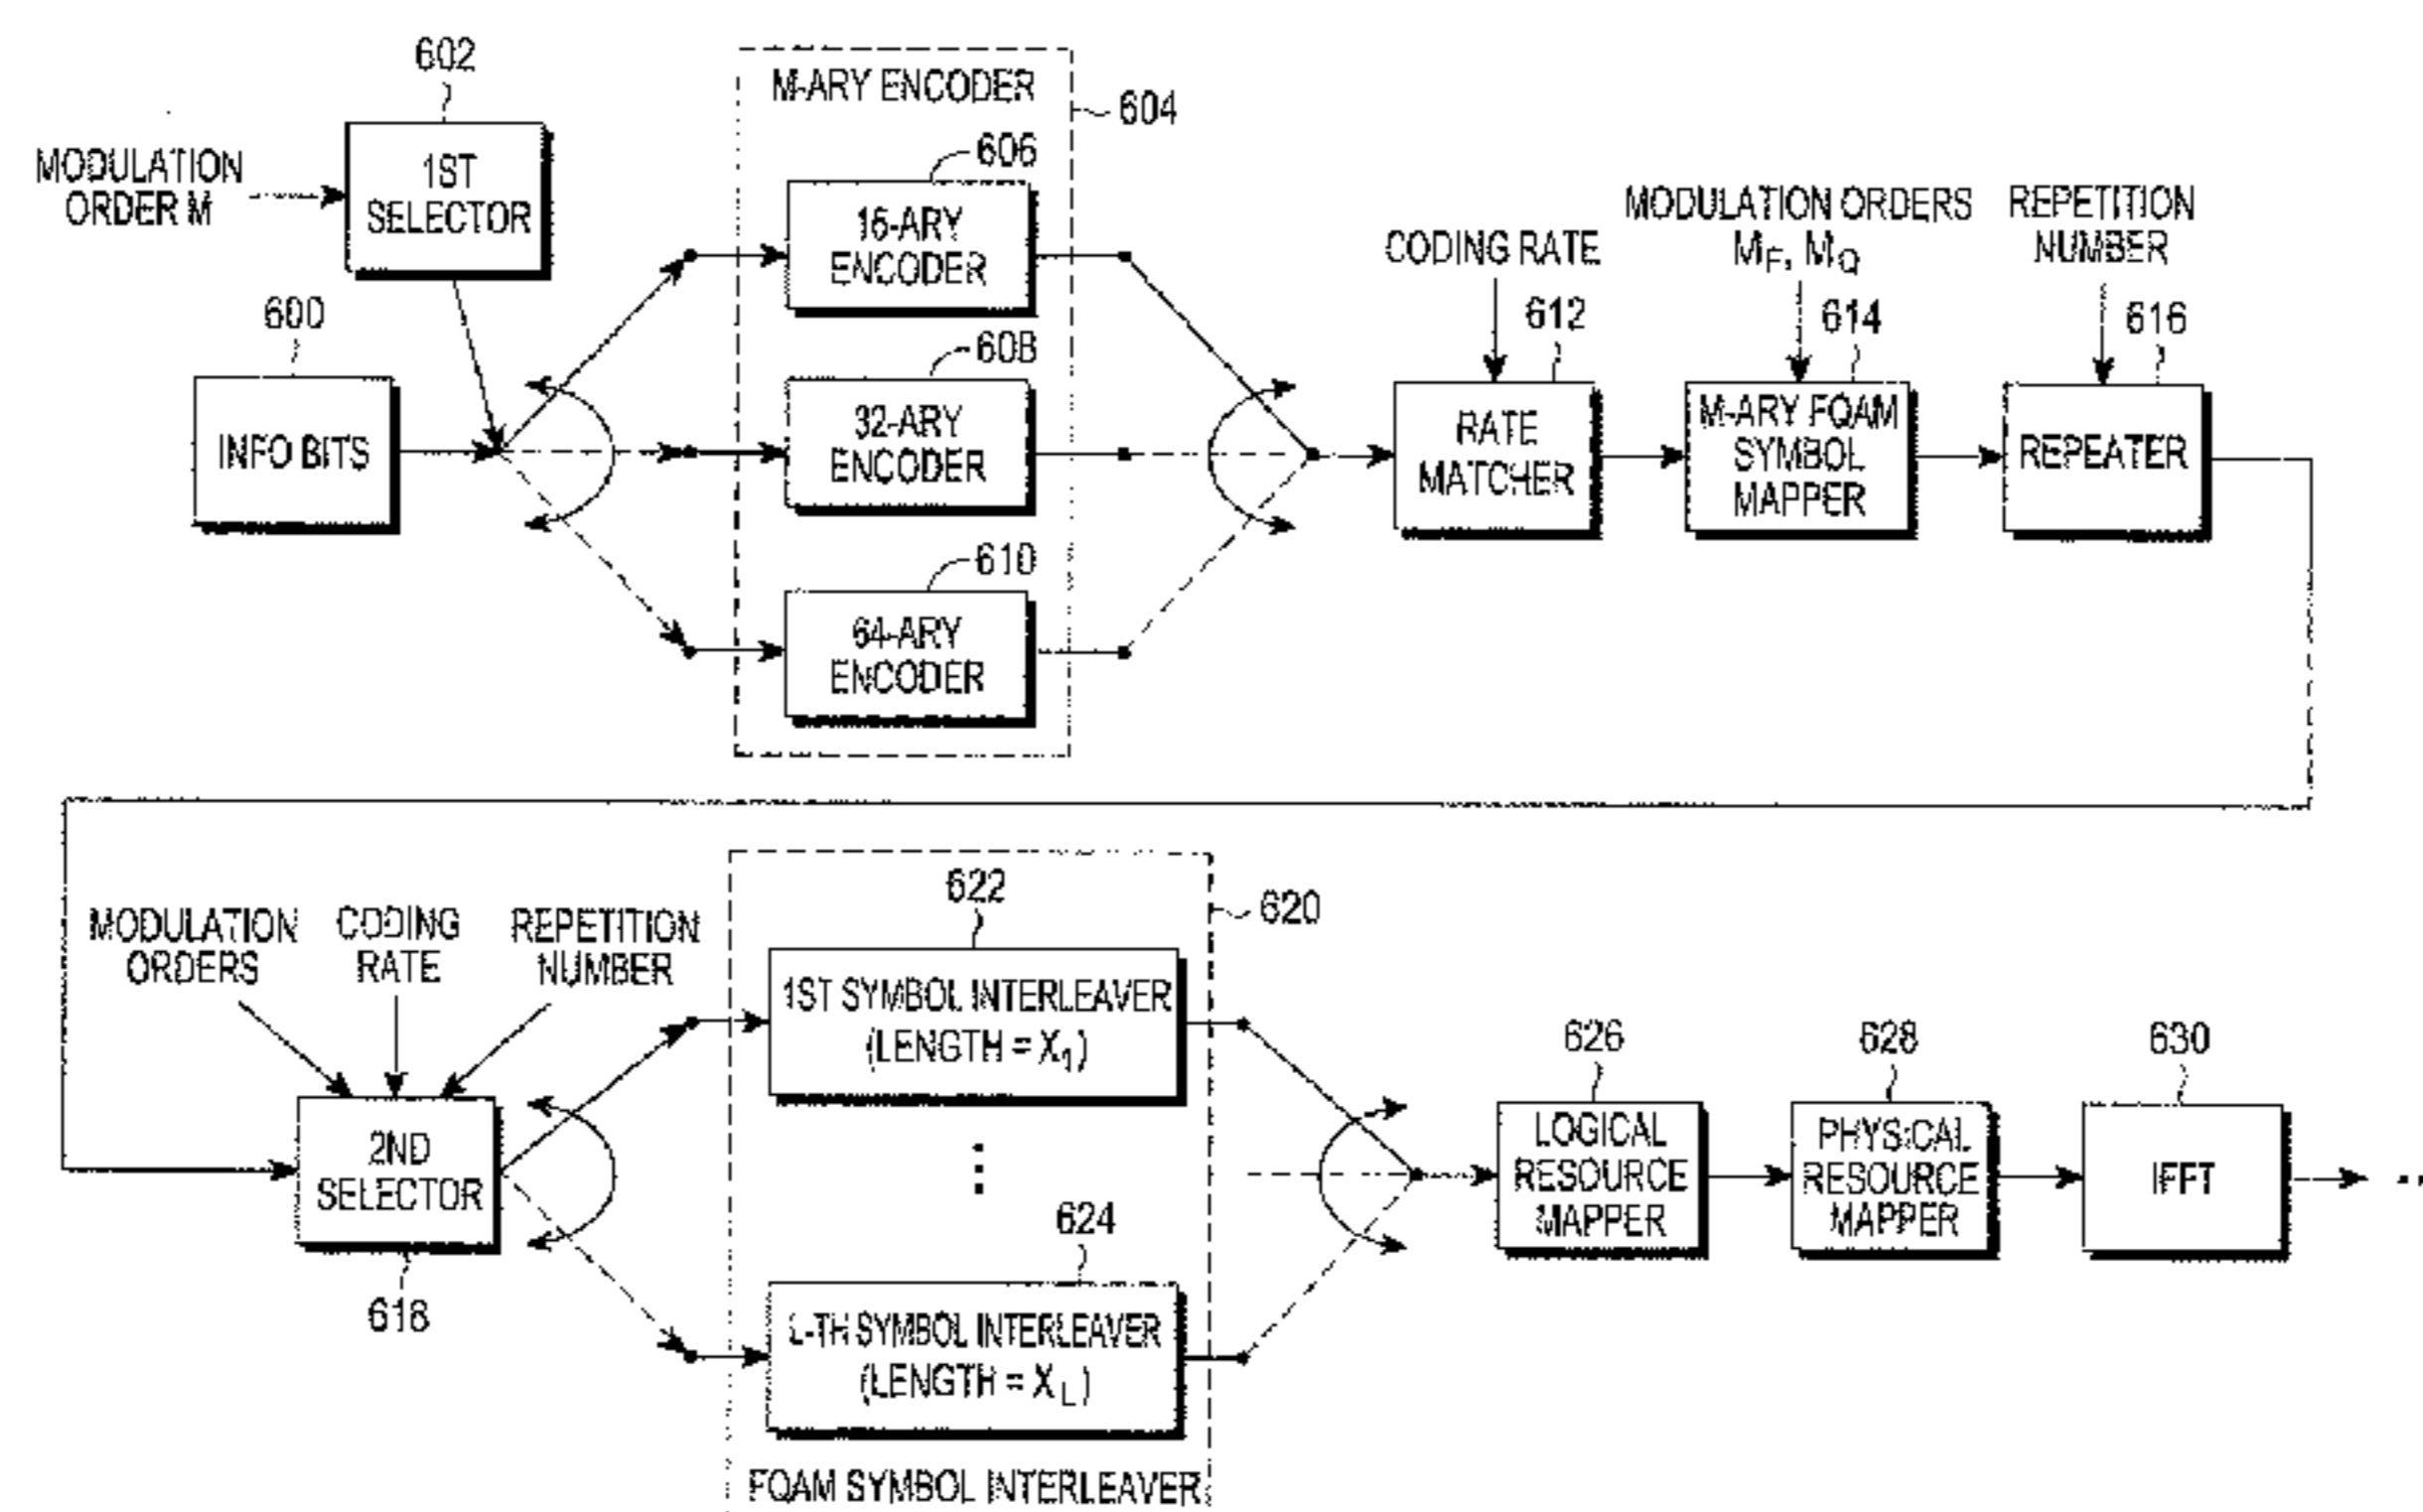 602
M-ARY ENCODER
604
MODULATION
ORDER M
1ST
SELECTOR
606
16-ARY
ENCODER
MODULATION ORDERS
MF, MQ
REPETITION
NUMBER
CODING RATE
600
INFO BITS
608
32-ARY
ENCODER
612
RATE
MATCHER
614
M-ARY FQAM
SYMBOL
MAPPER
616
REPEATER
610
64-ARY
ENCODER
MODULATION
ORDERS
CODING
RATE
REPETITION
NUMBER
622
620
1ST SYMBOL INTERLEAVER
(LENGTH = X1)
2ND
SELECTOR
618
624
L-TH SYMBOL INTERLEAVER
(LENGTH = XL)
FQAM SYMBOL INTERLEAVER
626
LOGICAL
RESOURCE
MAPPER
628
PHYSICAL
RESOURCE
MAPPER
630
IFFT